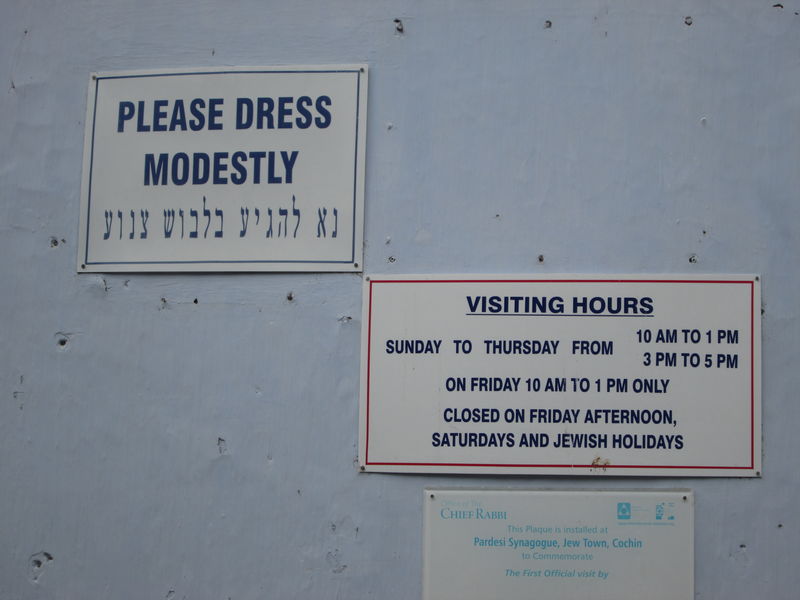 PLEASE DRESS
MODESTLY
נא להגיע בלבוש צנוע
VISITING HOURS
SUNDAY TO THURSDAY FROM
10 AM TO 1 PM
3 PM TO 5 PM
ON FRIDAY 10 AM TO 1 PM ONLY
CLOSED ON FRIDAY AFTERNOON,
SATURDAYS AND JEWISH HOLIDAYS
Office of The
CHIEF RABBI
This Plaque is installed at
Pardesi Synagogue, Jew Town, Cochin
to Commemorate
The First Official visit by